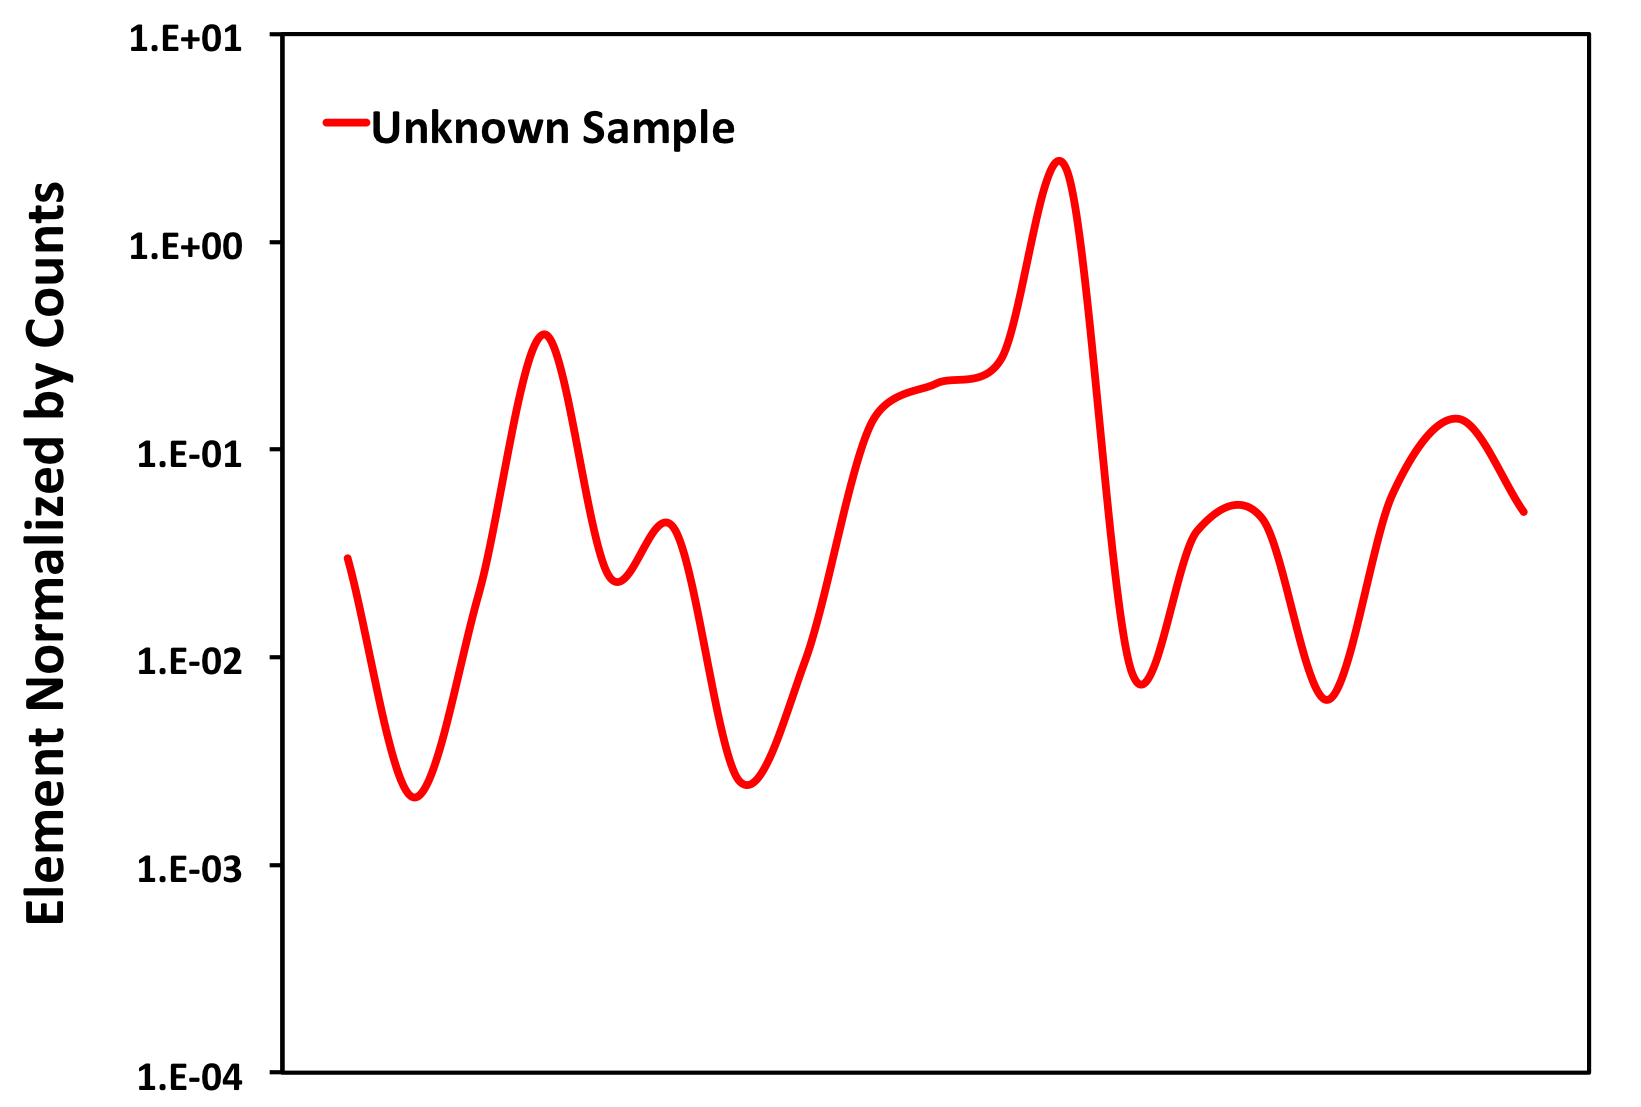 1.E+01
Unknown Sample
1.E+00
1.E-01
1.E-02
1.E-03
1.E-04
Element Normalized by Counts